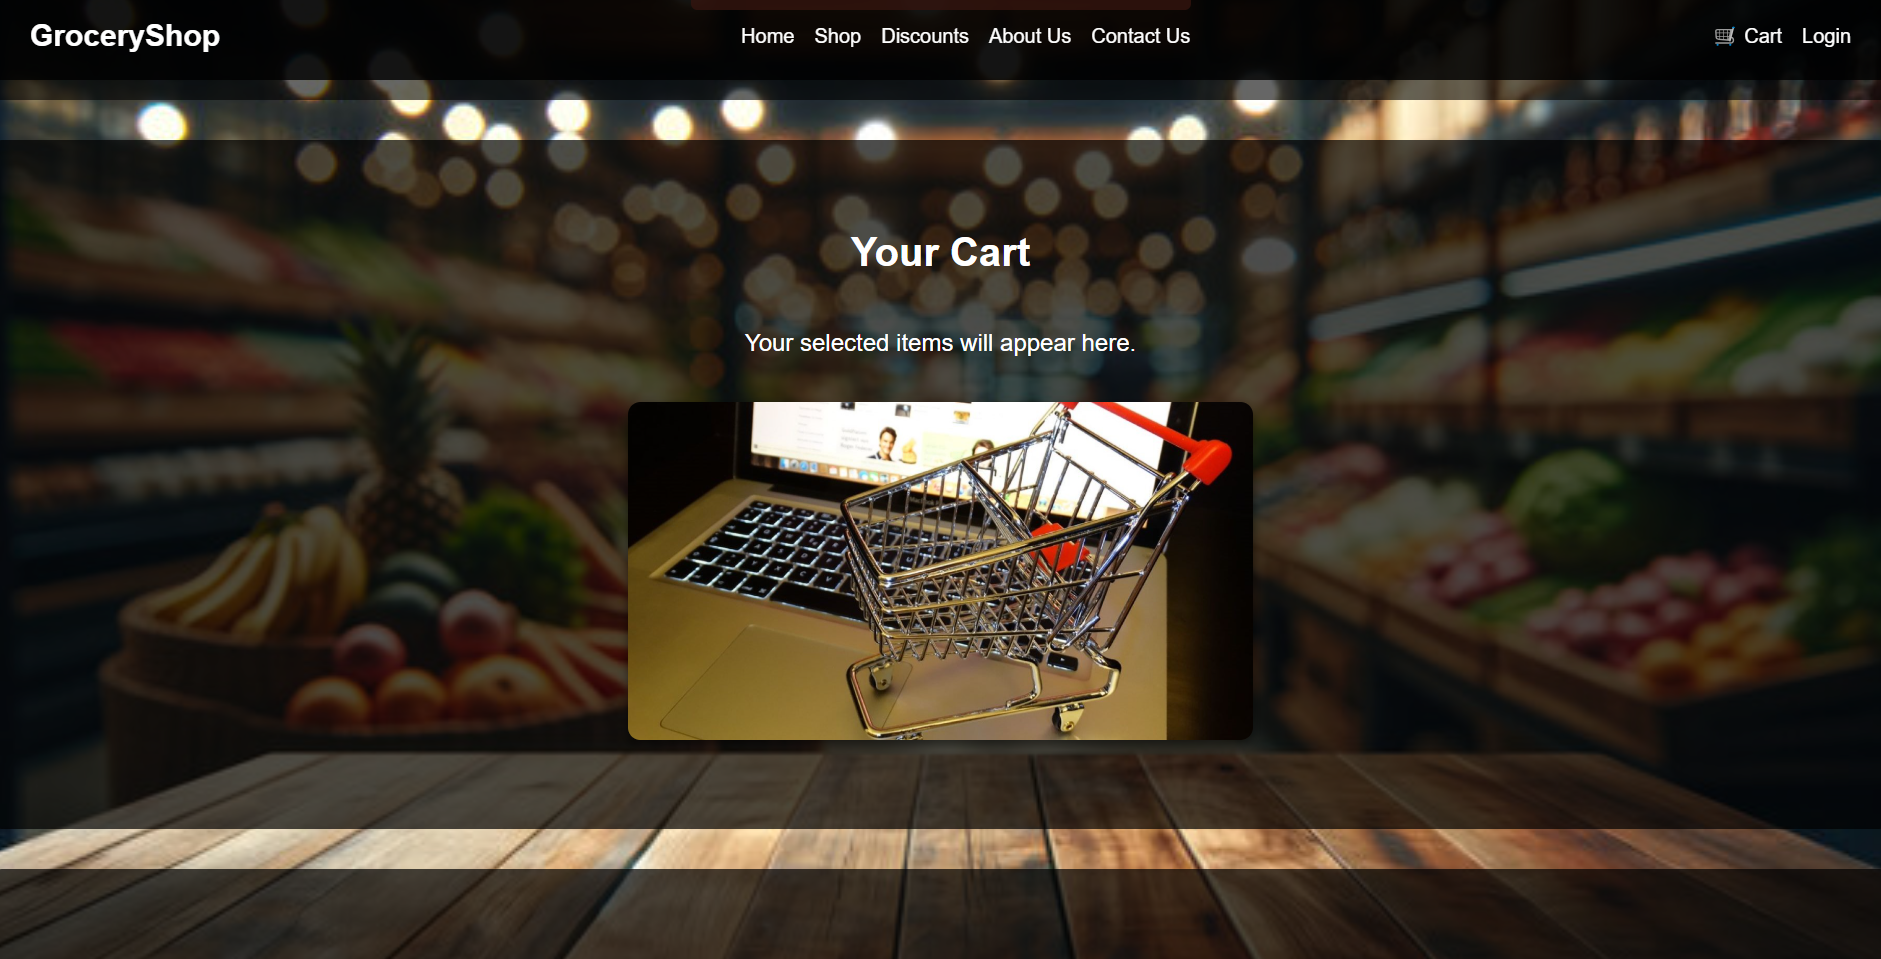 GroceryShop
Home Shop Discounts About Us Contact Us
Cart Login
Your Cart
Your selected items will appear here.